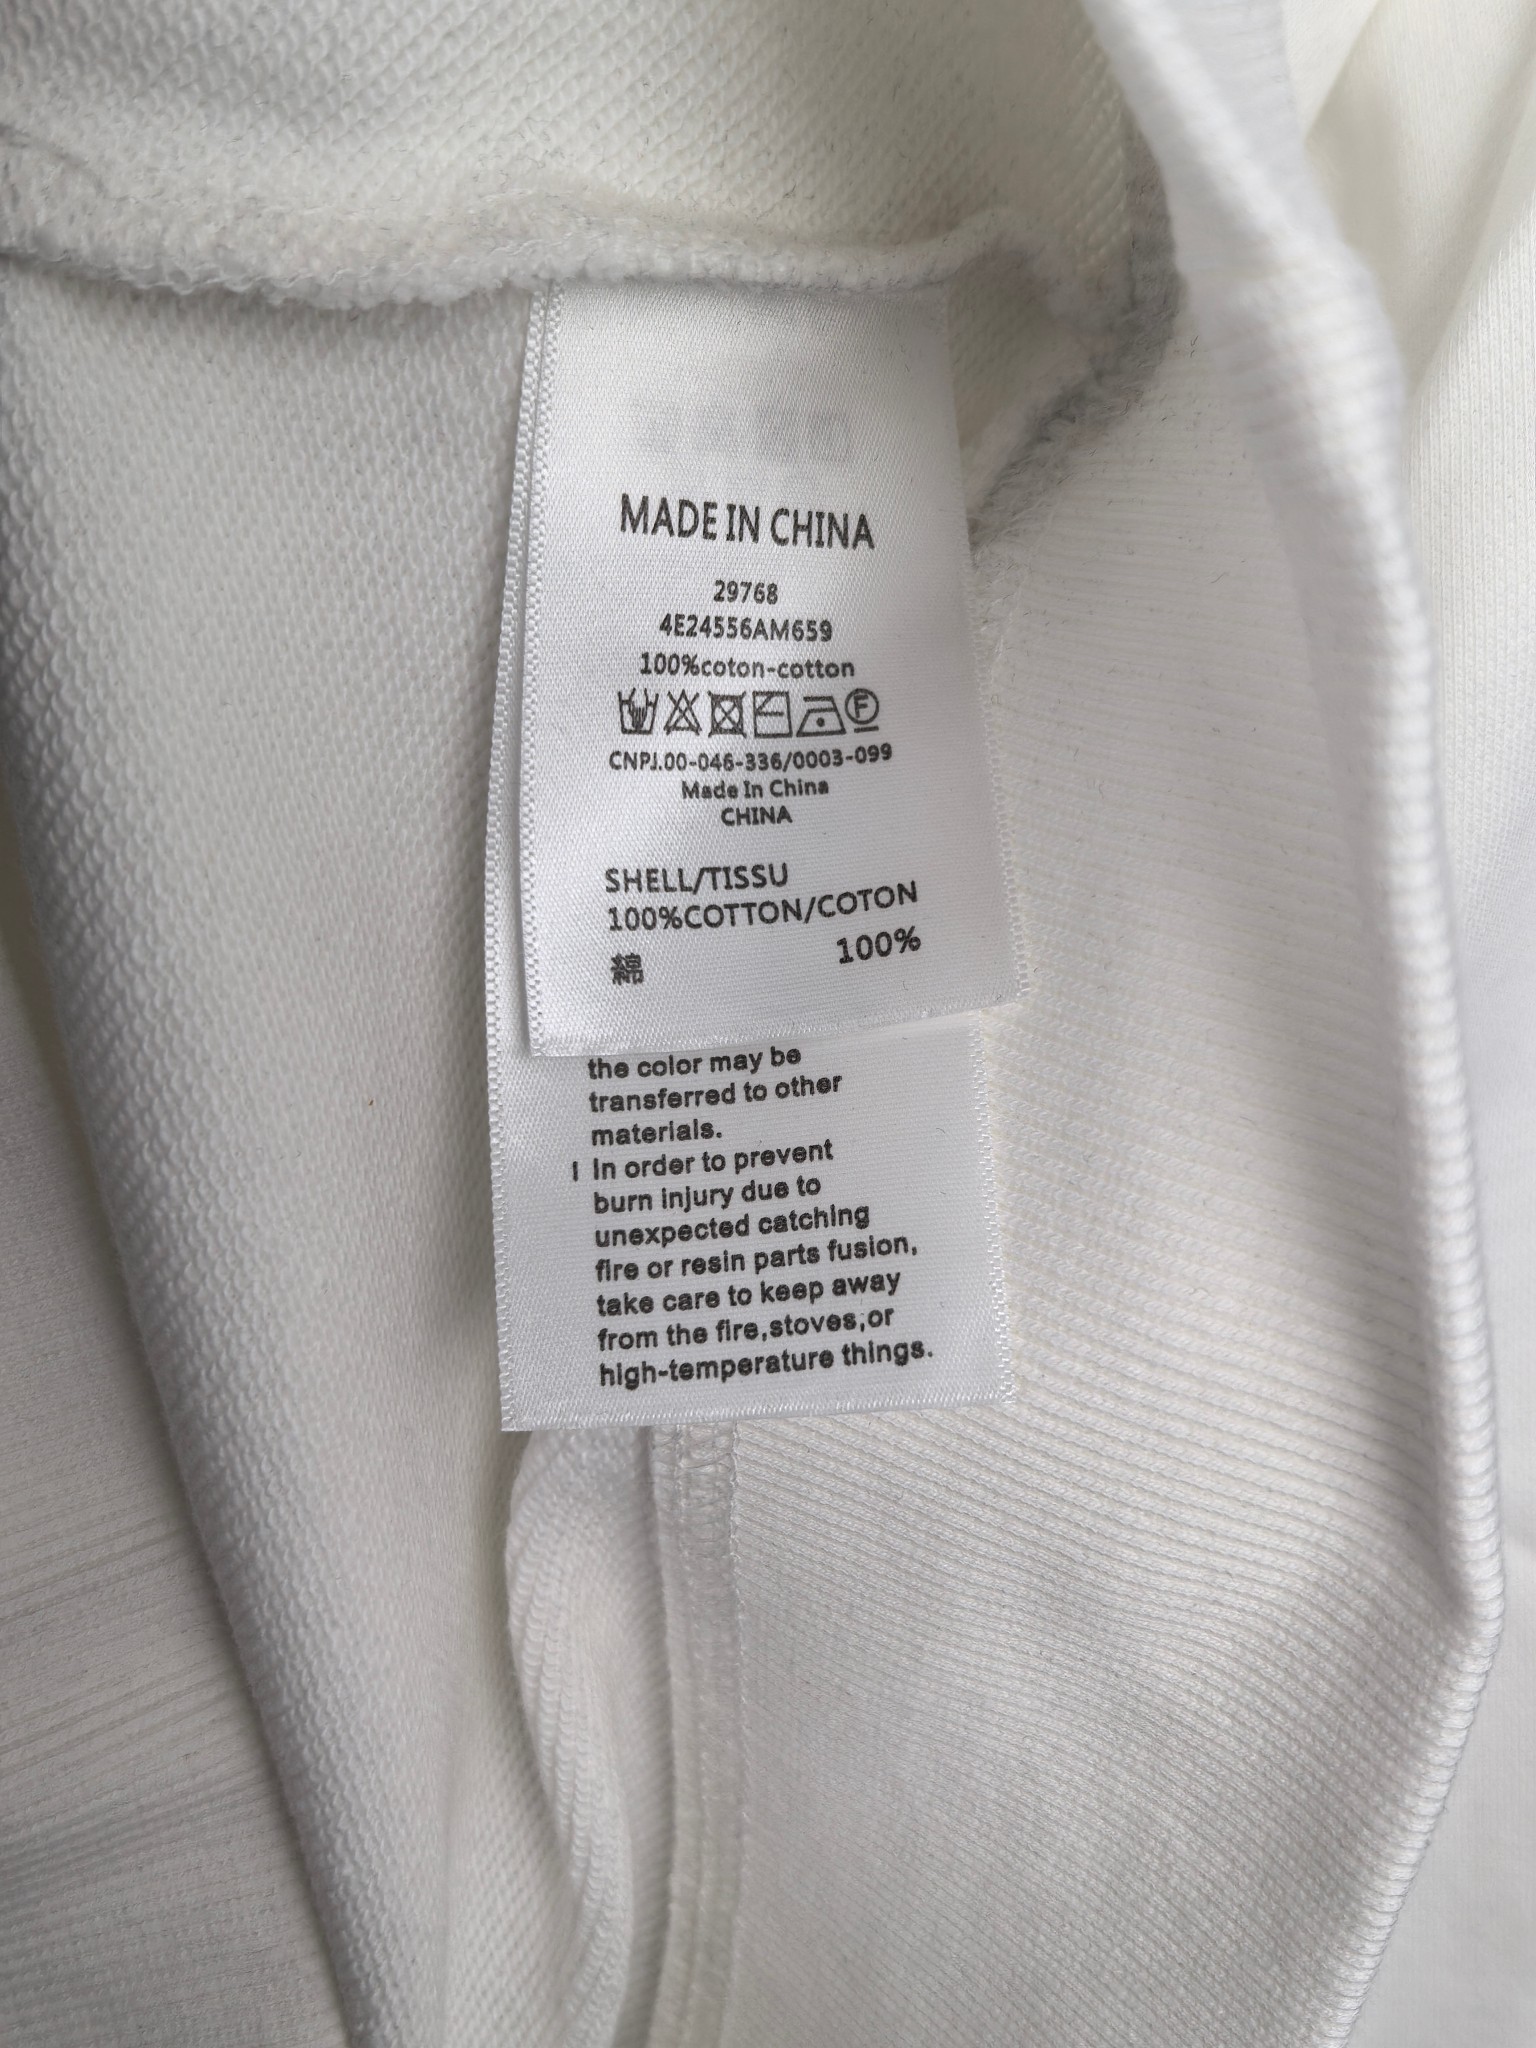 MADE IN CHINA
29768
4E24556AM659
100%coton-cotton
F
CNPJ.00-046-336/0003-099
Made In China
CHINA
SHELL/TISSU
100%COTTON/COTON
綿 100%
the color may be
transferred to other
materials.
l In order to prevent
burn injury due to
unexpected catching
fire or resin parts fusion,
take care to keep away
from the fire,stoves,or
high-temperature things.